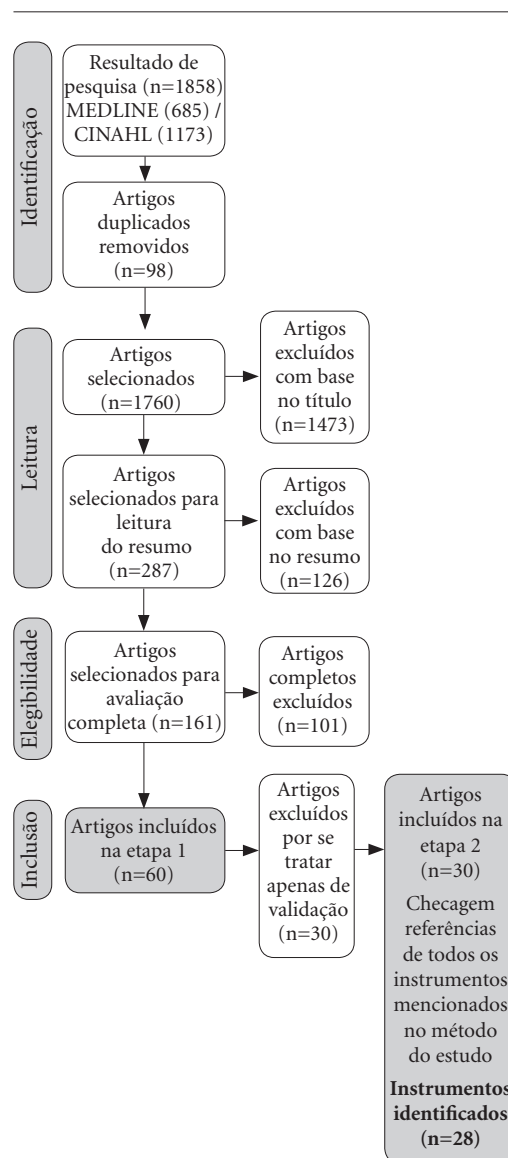 Identificação
Resultado de
pesquisa (n=1858)
MEDLINE (685) /
CINAHL (1173)
Artigos
duplicados
removidos
(n=98)
Leitura
Artigos
selecionados
(n=1760)
Artigos
excluídos
com base
no título
(n=1473)
Artigos
selecionados para
leitura
do resumo
(n=287)
Artigos
excluídos
com base
no resumo
(n=126)
Elegibilidade
Artigos
selecionados para
avaliação
completa (n=161)
Artigos
completos
excluídos
(n=101)
Inclusão
Artigos incluídos
na etapa 1
(n=60)
Artigos
excluídos
por se
tratar
apenas de
validação
(n=30)
Artigos
incluídos na
etapa 2
(n=30)
Checagem
referências
de todos os
instrumentos
mencionados
no método
do estudo
Instrumentos
identificados
(n=28)